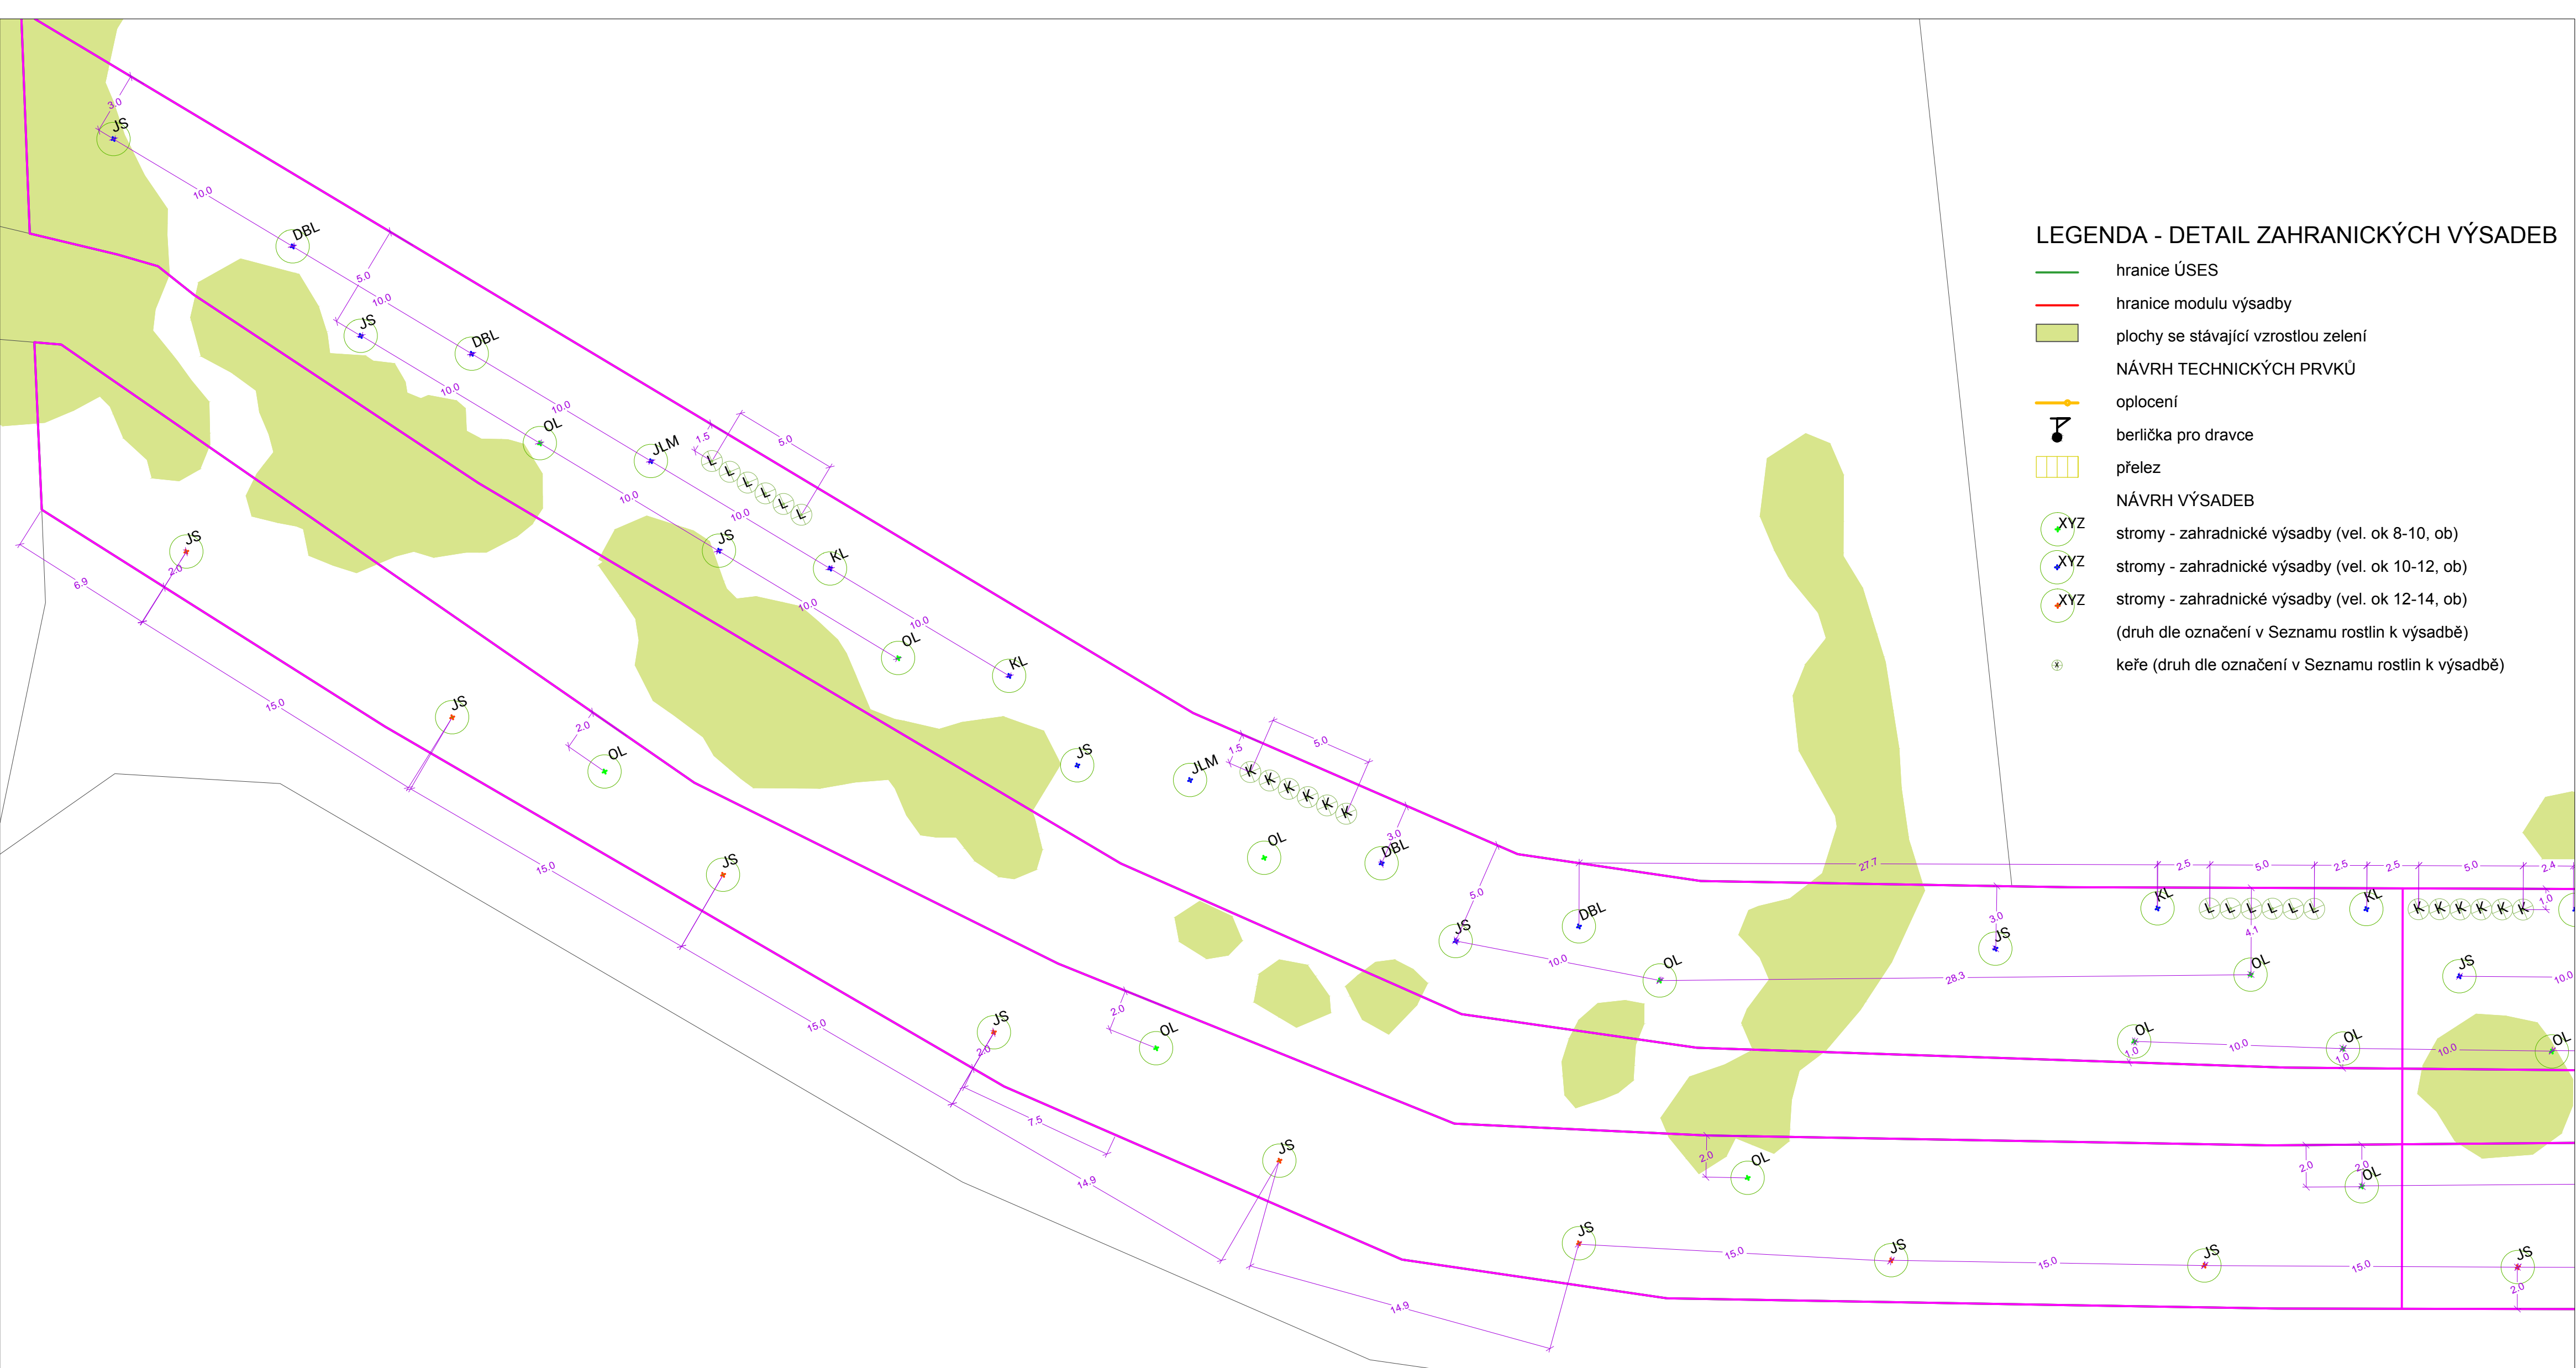 LEGENDA - DETAIL ZAHRANICKÝCH VÝSADEB
hranice ÚSES
hranice modulu výsadby
plochy se stávající vzrostlou zelení
NÁVRH TECHNICKÝCH PRVKŮ
oplocení
berlička pro dravce
přelez
NÁVRH VÝSADEB
XYZ stromy - zahradnické výsadby (vel. ok 8-10, ob)
XYZ stromy - zahradnické výsadby (vel. ok 10-12, ob)
XYZ stromy - zahradnické výsadby (vel. ok 12-14, ob)
(druh dle označení v Seznamu rostlin k výsadbě)
x keře (druh dle označení v Seznamu rostlin k výsadbě)
3.0
JS
10.0
DBL
5.0
10.0
JS
DBL
10.0
10.0
OL
JLM
1.5
5.0
L L L L L L
10.0
10.0
JS
KL
10.0
10.0
OL
KL
JS
2.0
6.9
15.0
JS
2.0
OL
15.0
JS
JS
JLM
1.5
5.0
K K K K K K
OL
3.0
DBL
15.0
JS
2.0
2.0
OL
7.5
14.9
JS
14.9
5.0
JS
10.0
DBL
OL
27.7
28.3
3.0
JS
2.5
5.0
2.5
2.5
5.0
2.4
KL
L L L L L L
KL
K K K K K K
1.0
4.1
OL
JS
10.0
OL
1.0
10.0
OL
1.0
10.0
OL
2.0
OL
2.0
2.0
OL
JS
15.0
JS
15.0
JS
15.0
JS
2.0